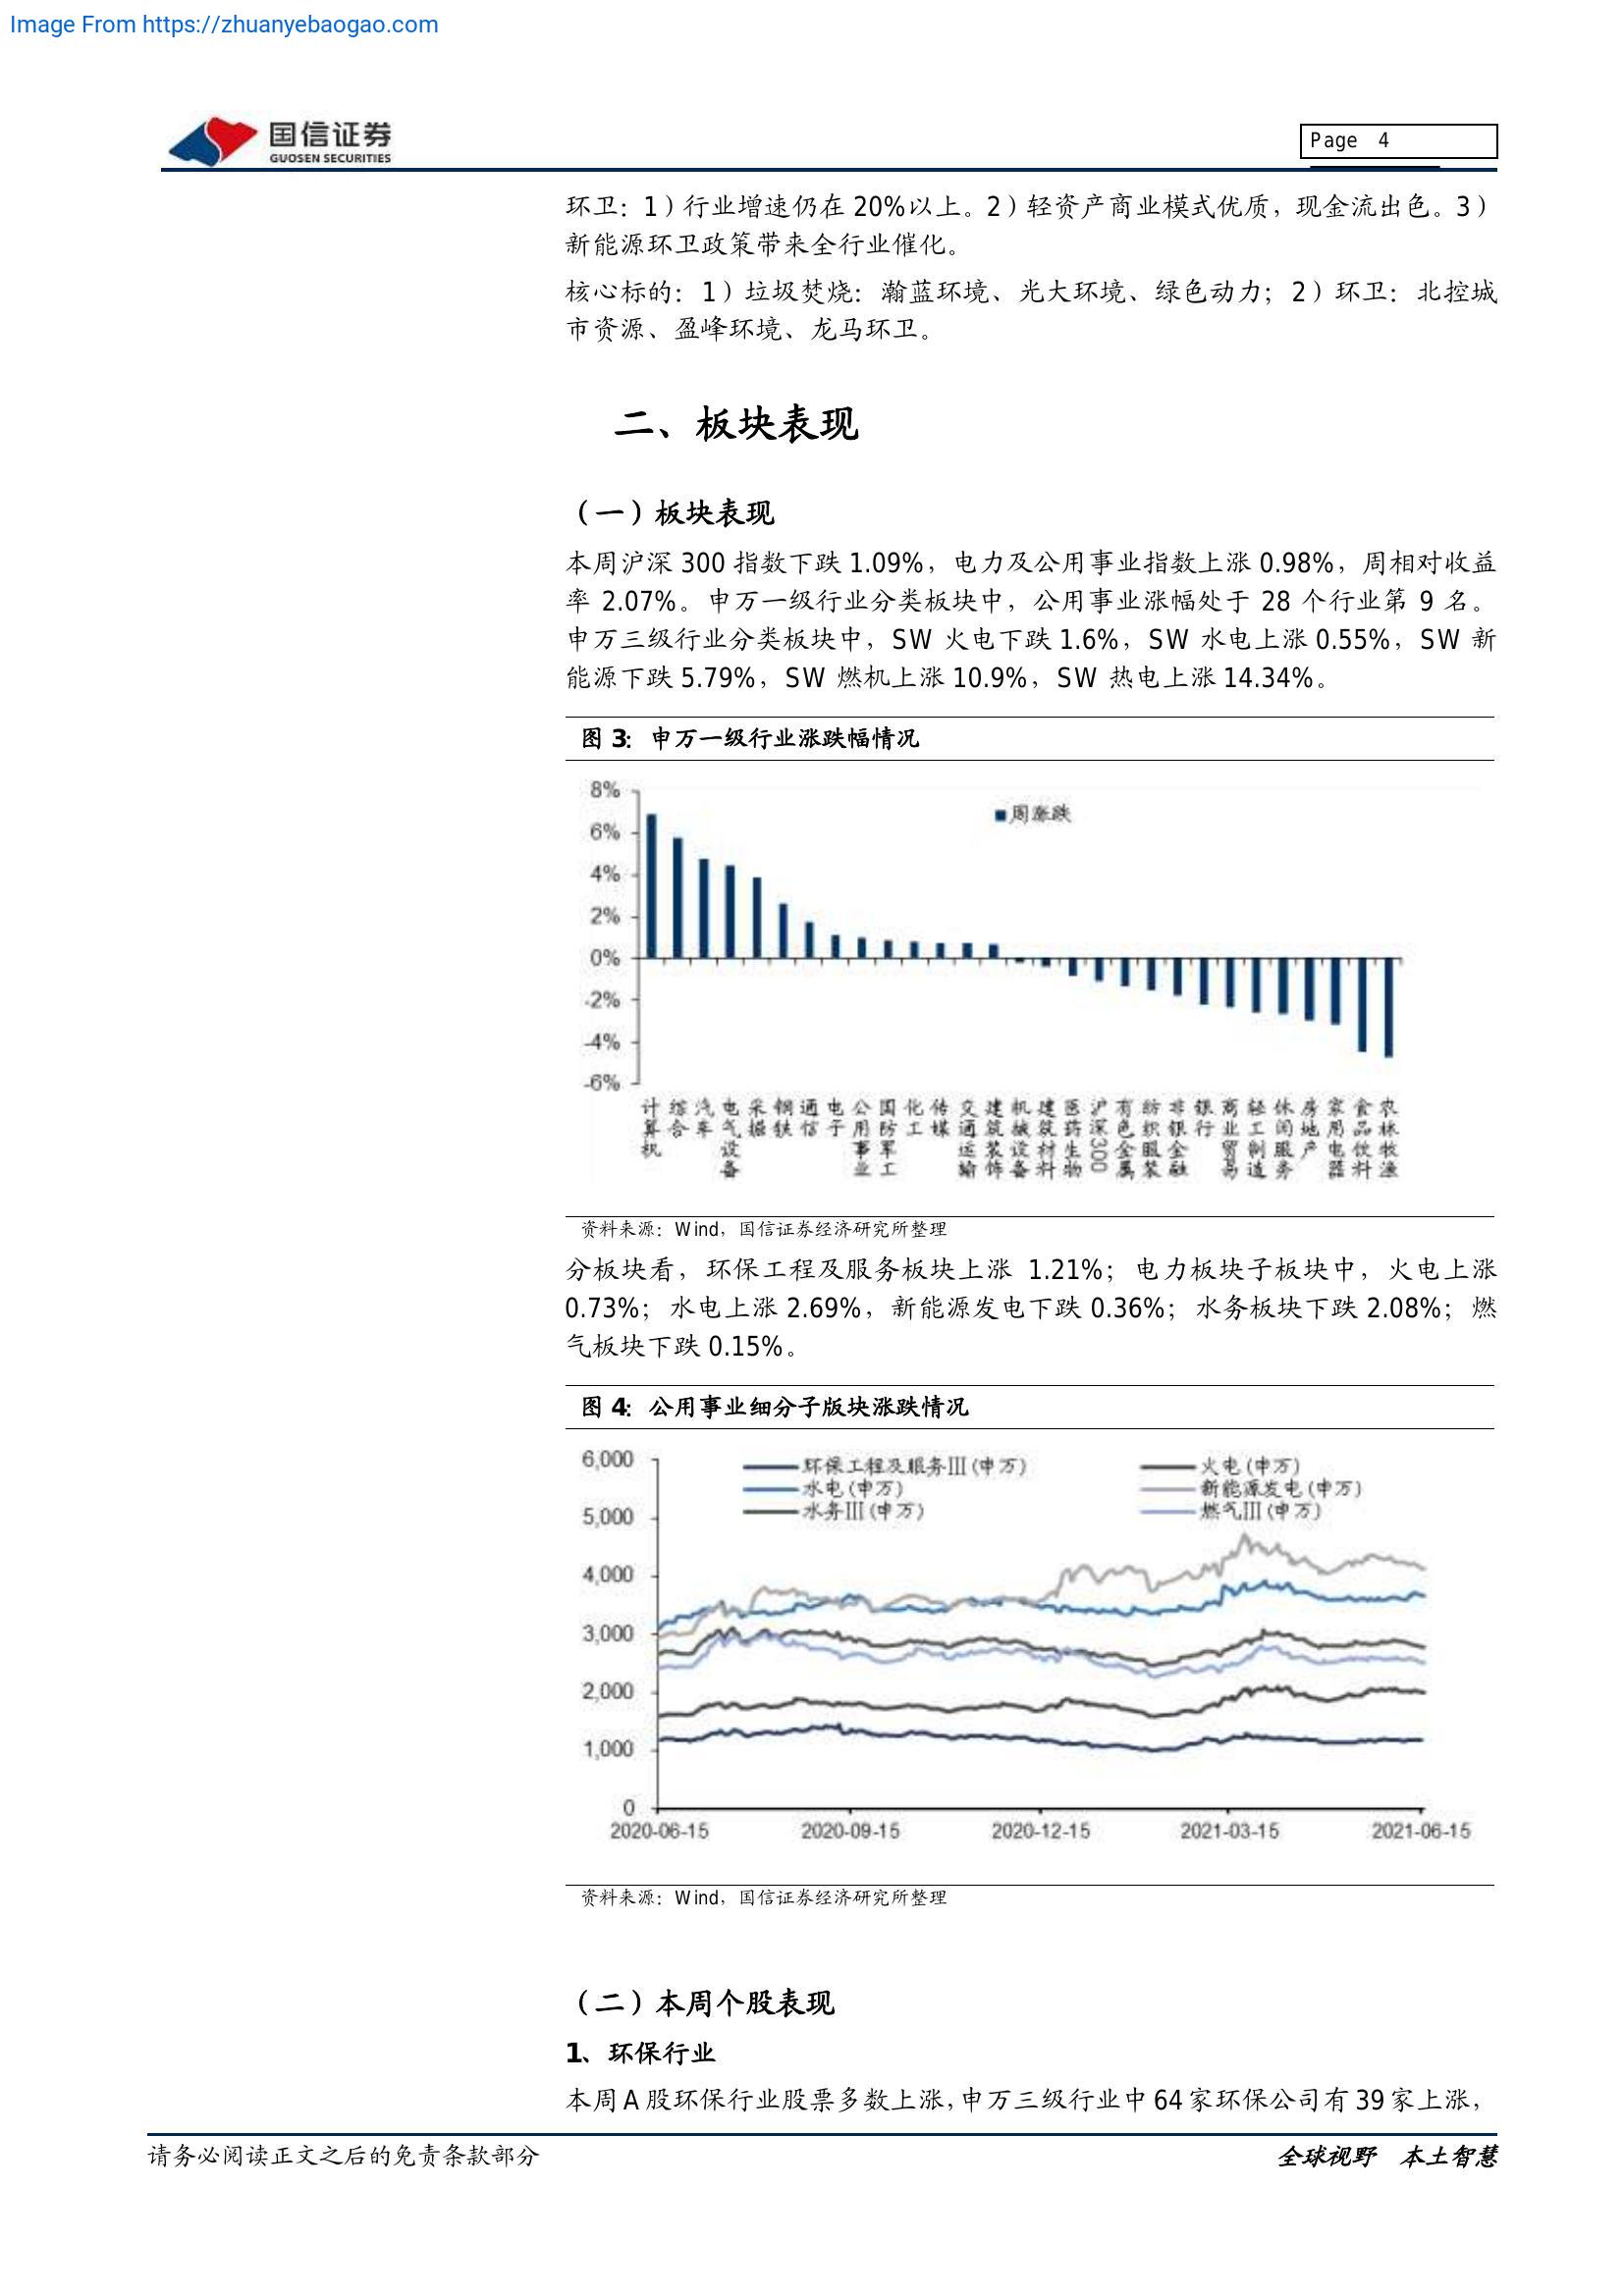 Image From https://zhuanyebaogao.com
国信证券
GUOSEN SECURITIES
Page 4
环卫：1）行业增速仍在 20%以上。2）轻资产商业模式优质，现金流出色。3）
新能源环卫政策带来全行业催化。
核心标的：1）垃圾焚烧：瀚蓝环境、光大环境、绿色动力；2）环卫：北控城
市资源、盈峰环境、龙马环卫。
二、板块表现
（一）板块表现
本周沪深 300 指数下跌 1.09%，电力及公用事业指数上涨 0.98%，周相对收益
率 2.07%。申万一级行业分类板块中，公用事业涨幅处于 28 个行业第 9 名。
申万三级行业分类板块中，SW 火电下跌 1.6%，SW 水电上涨 0.55%，SW 新
能源下跌 5.79%，SW 燃机上涨 10.9%，SW 热电上涨 14.34%。
图 3：申万一级行业涨跌幅情况
8%
6%
4%
2%
0%
-2%
-4%
-6%
周涨跌
计算机
综合
汽车
电气设备
采掘
钢铁
通信
电子
公用事业
国防军工
化工
传媒
交通运输
建筑装饰
机械设备
建筑材料
医药生物
沪深300
有色金属
纺织服装
非银金融
银行
商业贸易
轻工制造
休闲服务
房地产
家用电器
食品饮料
农林牧渔
资料来源：Wind，国信证券经济研究所整理
分板块看，环保工程及服务板块上涨 1.21%；电力板块子板块中，火电上涨
0.73%；水电上涨 2.69%，新能源发电下跌 0.36%；水务板块下跌 2.08%；燃
气板块下跌 0.15%。
图 4：公用事业细分子版块涨跌情况
6,000
5,000
4,000
3,000
2,000
1,000
0
环保工程及服务III(申万)
火电(申万)
水电(申万)
新能源发电(申万)
水务III(申万)
燃气III(申万)
2020-06-15
2020-09-15
2020-12-15
2021-03-15
2021-06-15
资料来源：Wind，国信证券经济研究所整理
（二）本周个股表现
1、环保行业
本周 A 股环保行业股票多数上涨，申万三级行业中 64 家环保公司有 39 家上涨，
请务必阅读正文之后的免责条款部分
全球视野 本土智慧